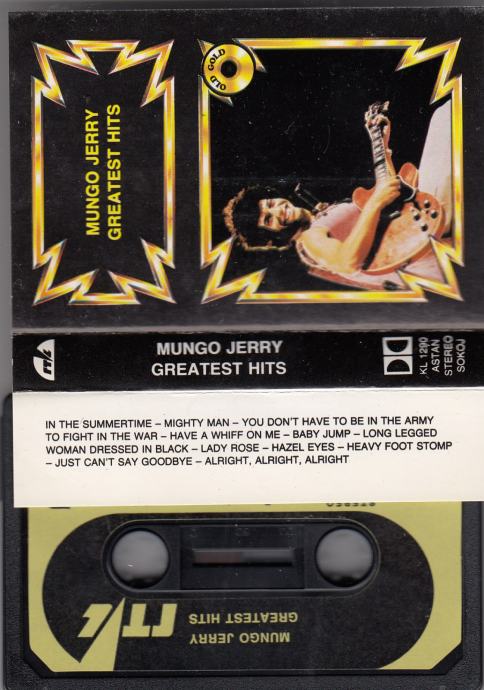 OLD GOLD
MUNGO JERRY
GREATEST HITS
rtl
MUNGO JERRY
GREATEST HITS
KL 1290
ASTAN
STEREO
SOKOJ
IN THE SUMMERTIME – MIGHTY MAN – YOU DON'T HAVE TO BE IN THE ARMY
TO FIGHT IN THE WAR – HAVE A WHIFF ON ME – BABY JUMP – LONG LEGGED
WOMAN DRESSED IN BLACK – LADY ROSE – HAZEL EYES – HEAVY FOOT STOMP
– JUST CAN'T SAY GOODBYE – ALRIGHT, ALRIGHT, ALRIGHT
STEREO
rtl
MUNGO JERRY
GREATEST HITS